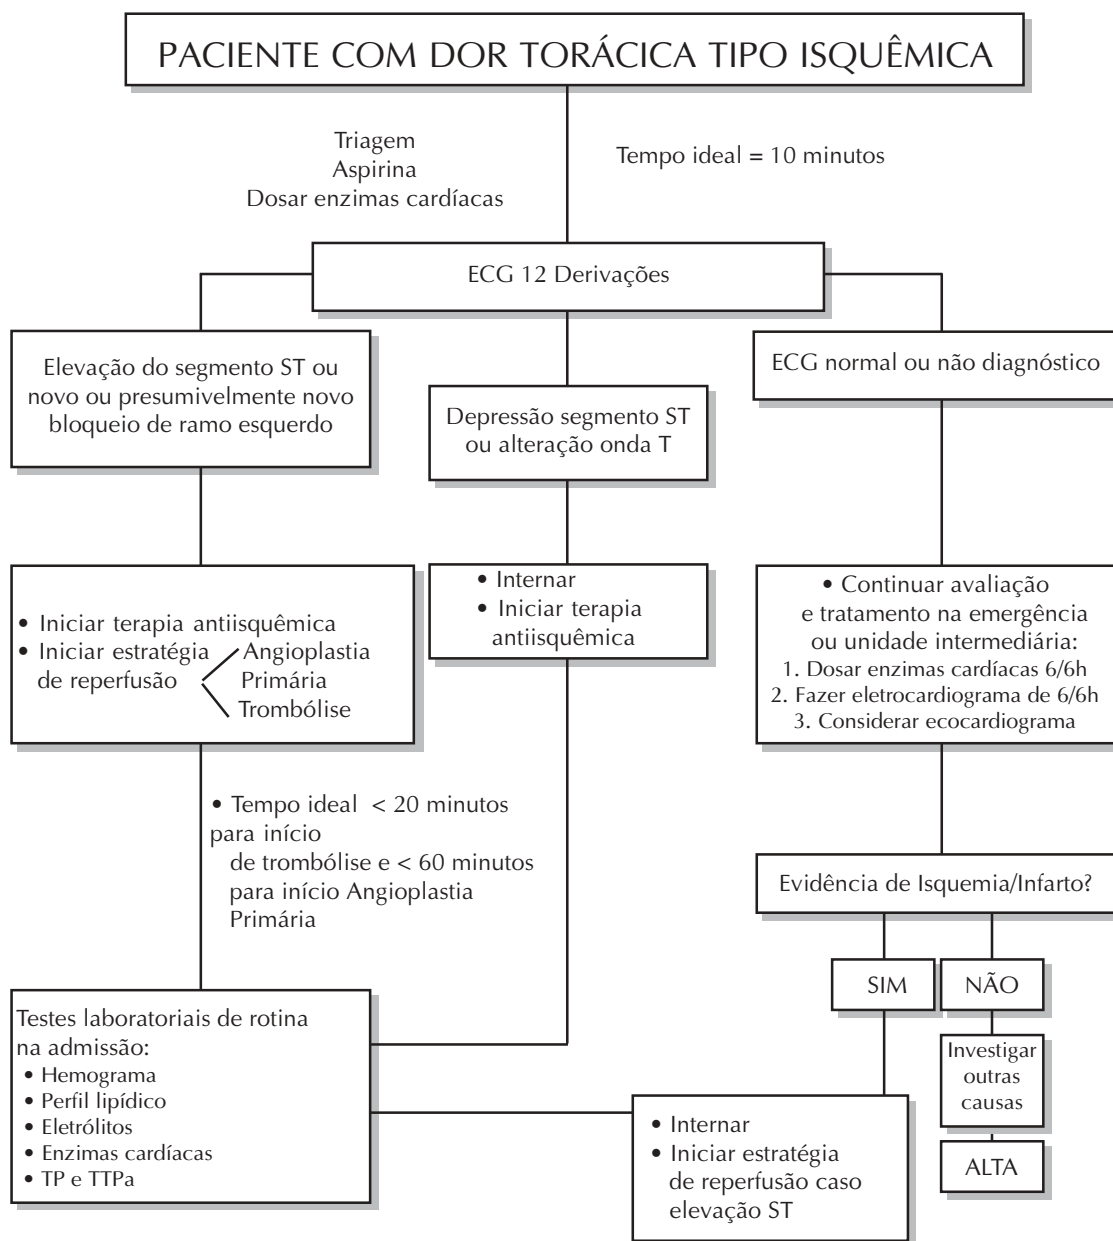 PACIENTE COM DOR TORÁCICA TIPO ISQUÊMICA
Triagem
Aspirina
Dosar enzimas cardíacas
Tempo ideal = 10 minutos
ECG 12 Derivações
Elevação do segmento ST ou
novo ou presumivelmente novo
bloqueio de ramo esquerdo
Depressão segmento ST
ou alteração onda T
ECG normal ou não diagnóstico
• Iniciar terapia antiisquêmica
• Iniciar estratégia
de reperfusão
Angioplastia
Primária
Trombólise
• Internar
• Iniciar terapia
antiisquêmica
• Continuar avaliação
e tratamento na emergência
ou unidade intermediária:
1. Dosar enzimas cardíacas 6/6h
2. Fazer eletrocardiograma de 6/6h
3. Considerar ecocardiograma
• Tempo ideal < 20 minutos
para início
de trombólise e < 60 minutos
para início Angioplastia
Primária
Evidência de Isquemia/Infarto?
SIM
NÃO
Testes laboratoriais de rotina
na admissão:
• Hemograma
• Perfil lipídico
• Eletrólitos
• Enzimas cardíacas
• TP e TTPa
• Internar
• Iniciar estratégia
de reperfusão caso
elevação ST
Investigar
outras
causas
ALTA